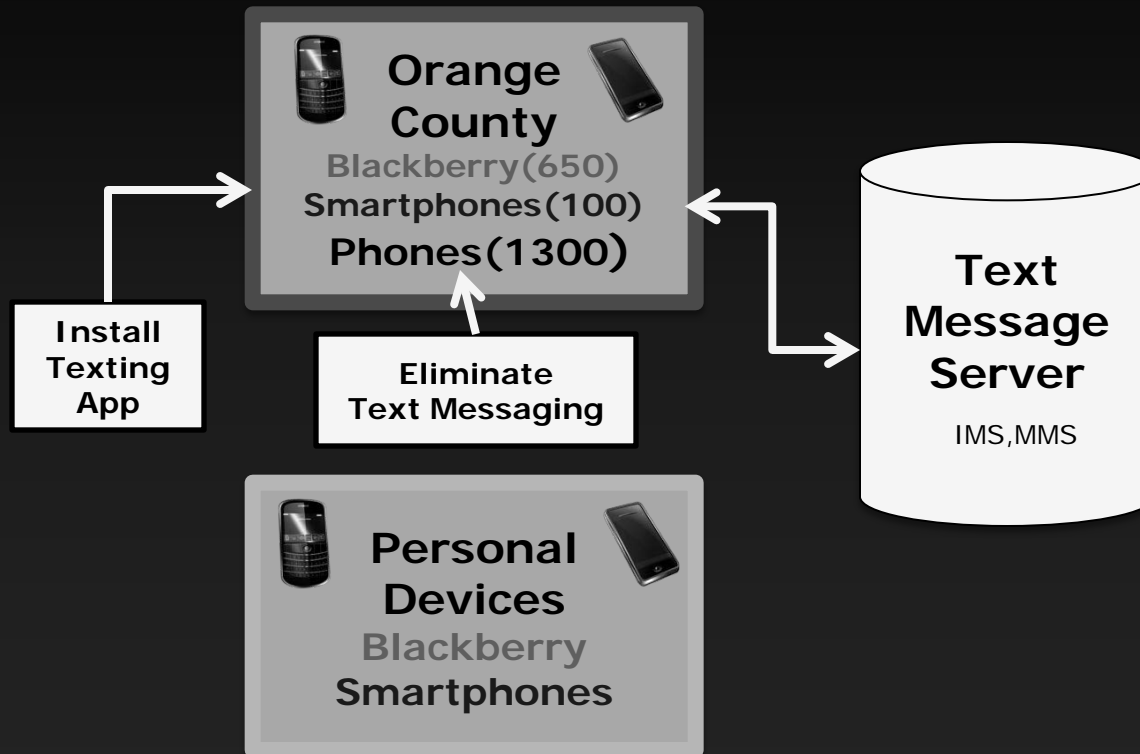 Orange
County
Blackberry(650)
Smartphones(100)
Phones(1300)
Install
Texting
App
Eliminate
Text Messaging
Text
Message
Server
IMS,MMS
Personal
Devices
Blackberry
Smartphones